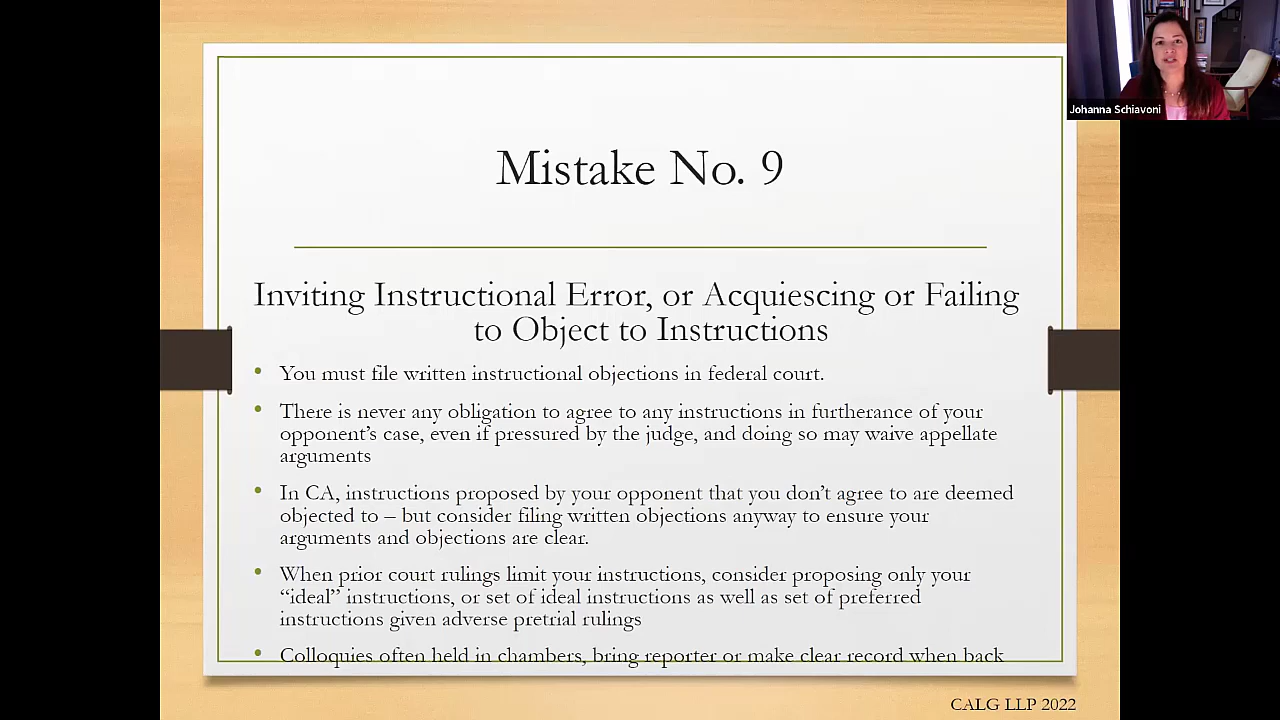 Johanna Schiavoni
Mistake No. 9
Inviting Instructional Error, or Acquiescing or Failing
to Object to Instructions
• You must file written instructional objections in federal court.
• There is never any obligation to agree to any instructions in furtherance of your
opponent’s case, even if pressured by the judge, and doing so may waive appellate
arguments
• In CA, instructions proposed by your opponent that you don’t agree to are deemed
objected to – but consider filing written objections anyway to ensure your
arguments and objections are clear.
• When prior court rulings limit your instructions, consider proposing only your
“ideal” instructions, or set of ideal instructions as well as set of preferred
instructions given adverse pretrial rulings
• Colloquies often held in chambers, bring reporter or make clear record when back
CALG LLP 2022